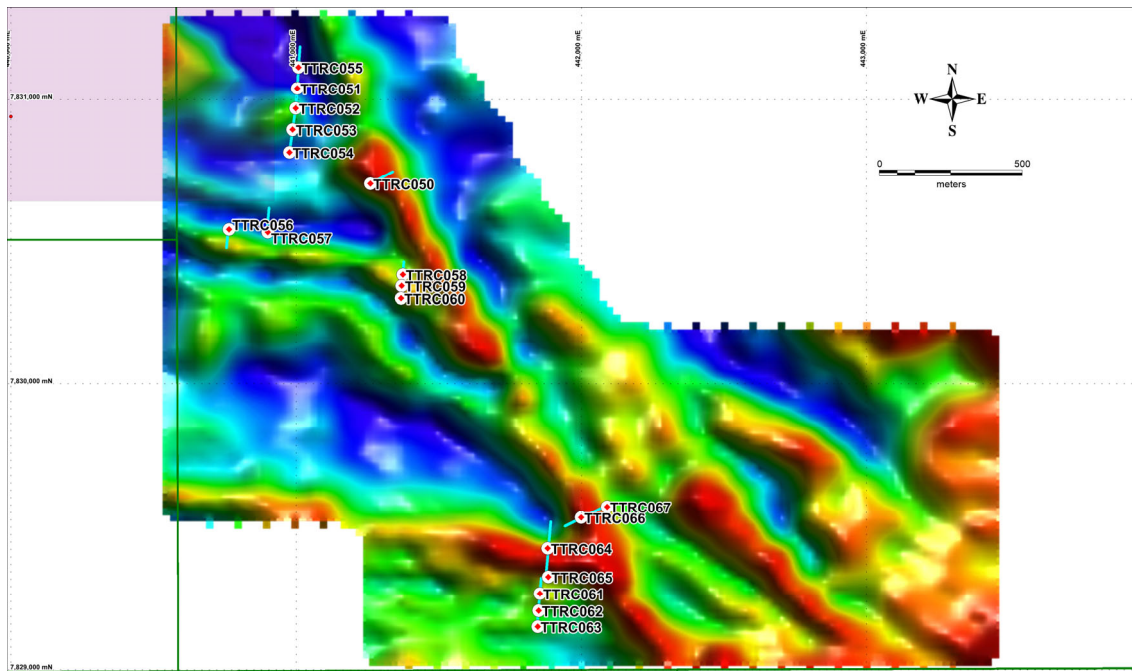 441,000 mE
442,000 mE
443,000 mE
TTRC055
TTRC051
7,831,000 mN
TTRC052
TTRC053
TTRC054
TTRC050
TTRC056
TTRC057
TTRC058
TTRC059
TTRC060
N
W E
S
0 500
meters
7,830,000 mN
TTRC067
TTRC066
TTRC064
TTRC065
TTRC061
TTRC062
TTRC063
7,829,000 mN